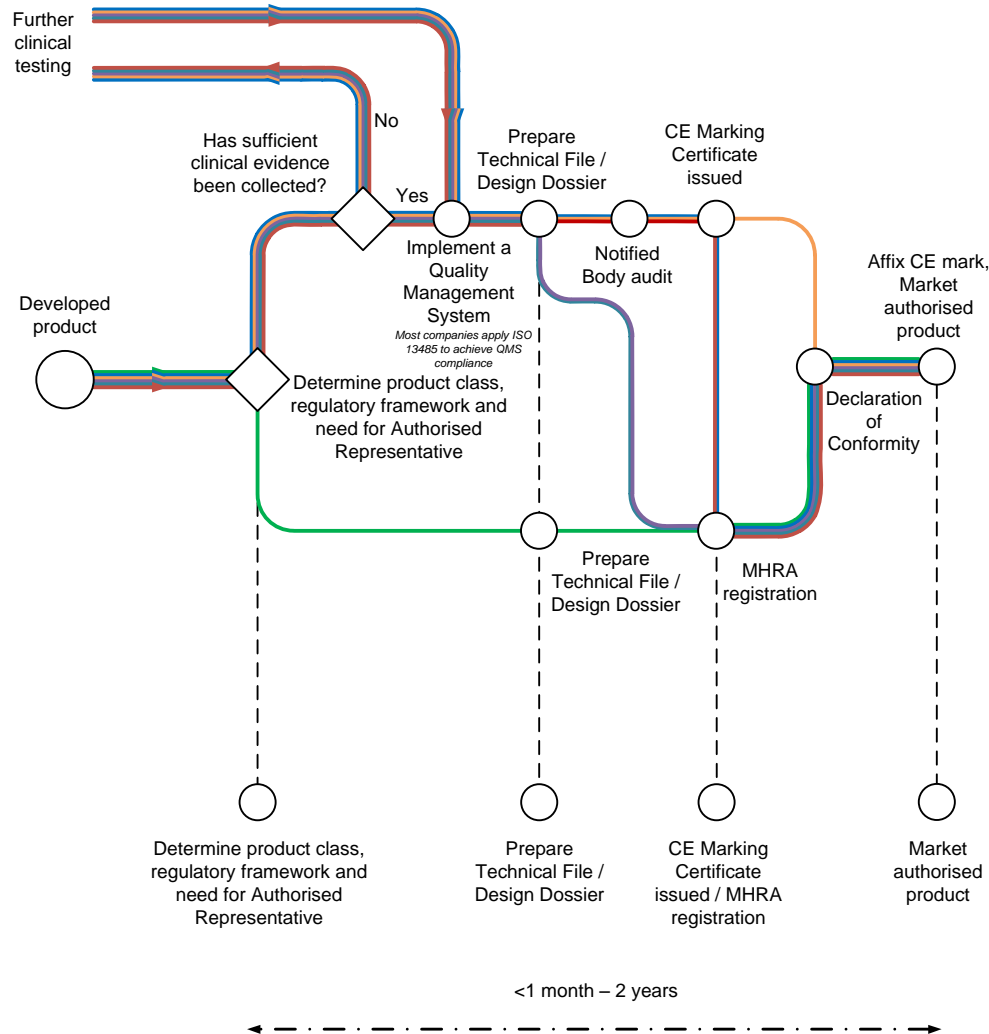 Further
clinical
testing
No
Has sufficient
clinical evidence
been collected?
Yes
Prepare
Technical File /
Design Dossier
CE Marking
Certificate
issued
Implement a
Quality
Management
System
Most companies apply ISO
13485 to achieve QMS
compliance
Notified
Body audit
Affix CE mark,
Market
authorised
product
Developed
product
Determine product class,
regulatory framework and
need for Authorised
Representative
Declaration
of
Conformity
Prepare
Technical File /
Design Dossier
MHRA
registration
Determine product class,
regulatory framework and
need for Authorised
Representative
Prepare
Technical File /
Design Dossier
CE Marking
Certificate
issued / MHRA
registration
Market
authorised
product
<1 month – 2 years